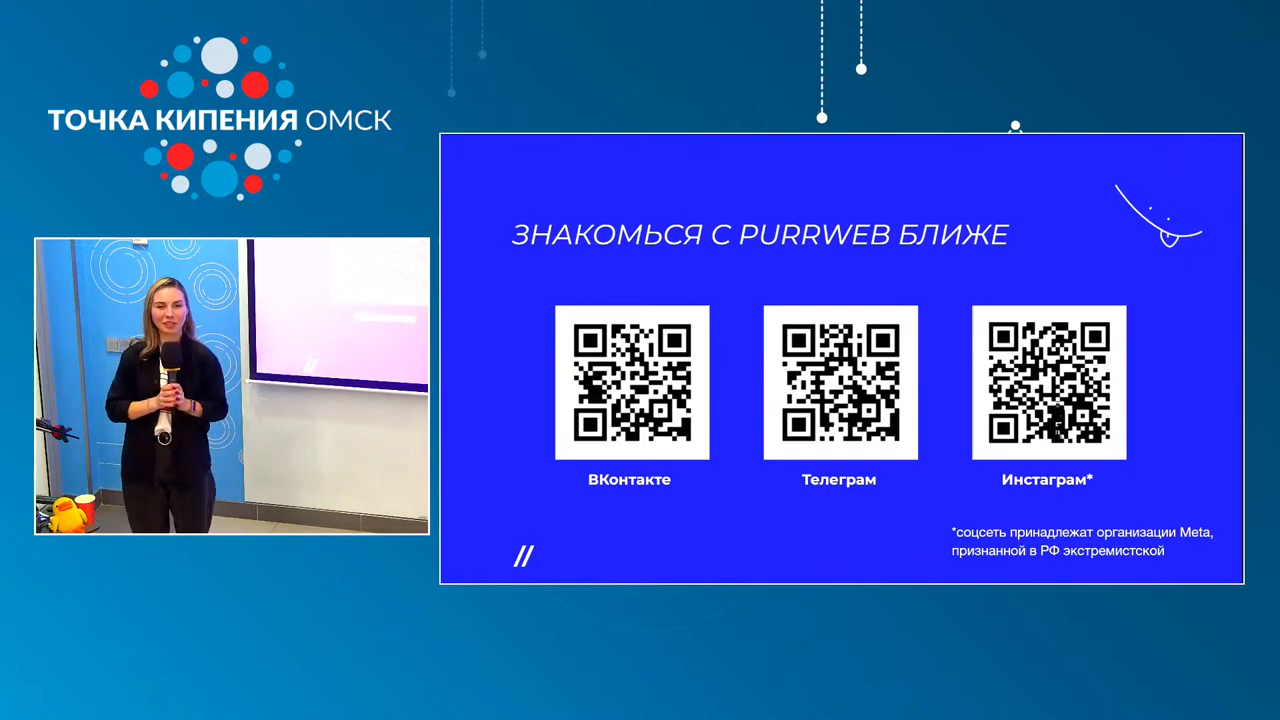 ТОЧКА КИПЕНИЯ ОМСК
ЗНАКОМЬСЯ С PURRWEB БЛИЖЕ
ВКонтакте
Телеграм
Инстаграм*
*соцсеть принадлежат организации Meta,
признанной в РФ экстремистской
//